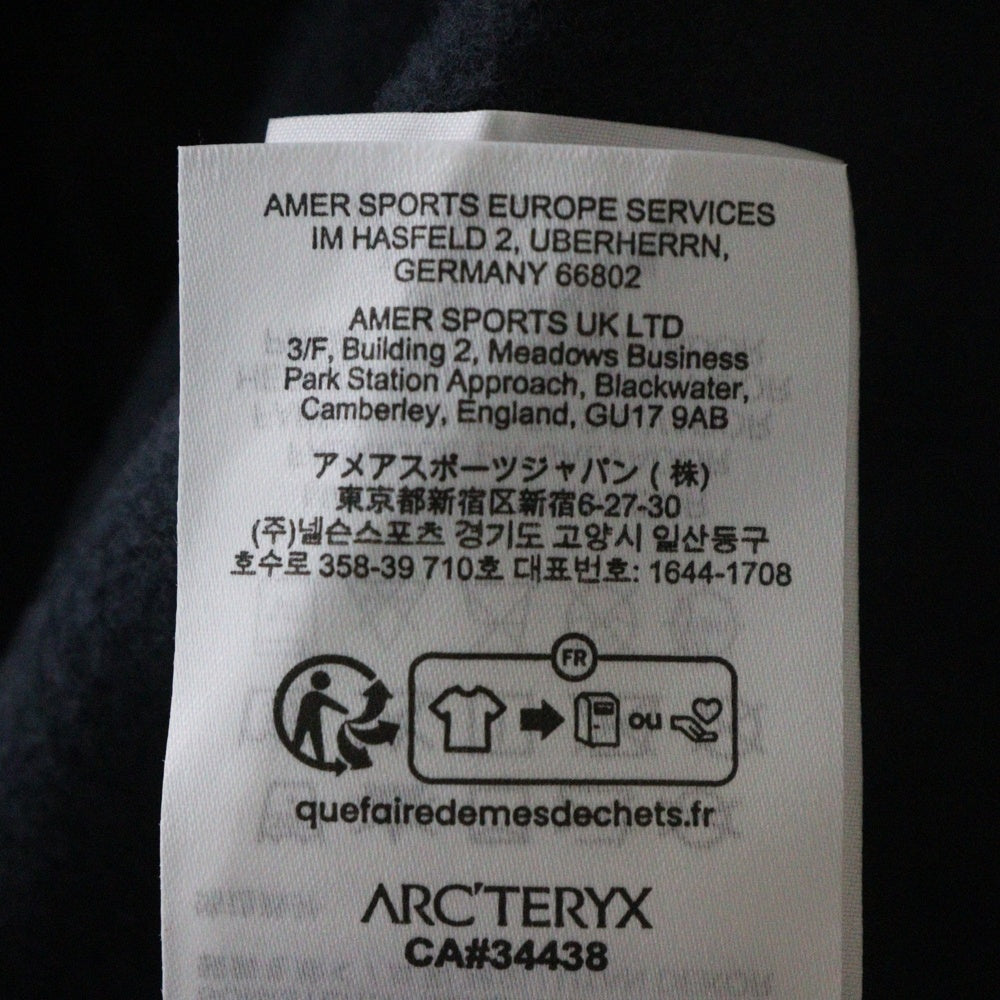 AMER SPORTS EUROPE SERVICES
IM HASFELD 2, UBERHERRN,
GERMANY 66802
AMER SPORTS UK LTD
3/F, Building 2, Meadows Business
Park Station Approach, Blackwater,
Camberley, England, GU17 9AB
アメアスポーツジャパン (株)
東京都新宿区新宿6-27-30
(주)넬슨스포츠 경기도 고양시 일산동구
호수로 358-39 710호 대표번호: 1644-1708
FR
ou
quefairedemesdechets.fr
ARC'TERYX
CA#34438